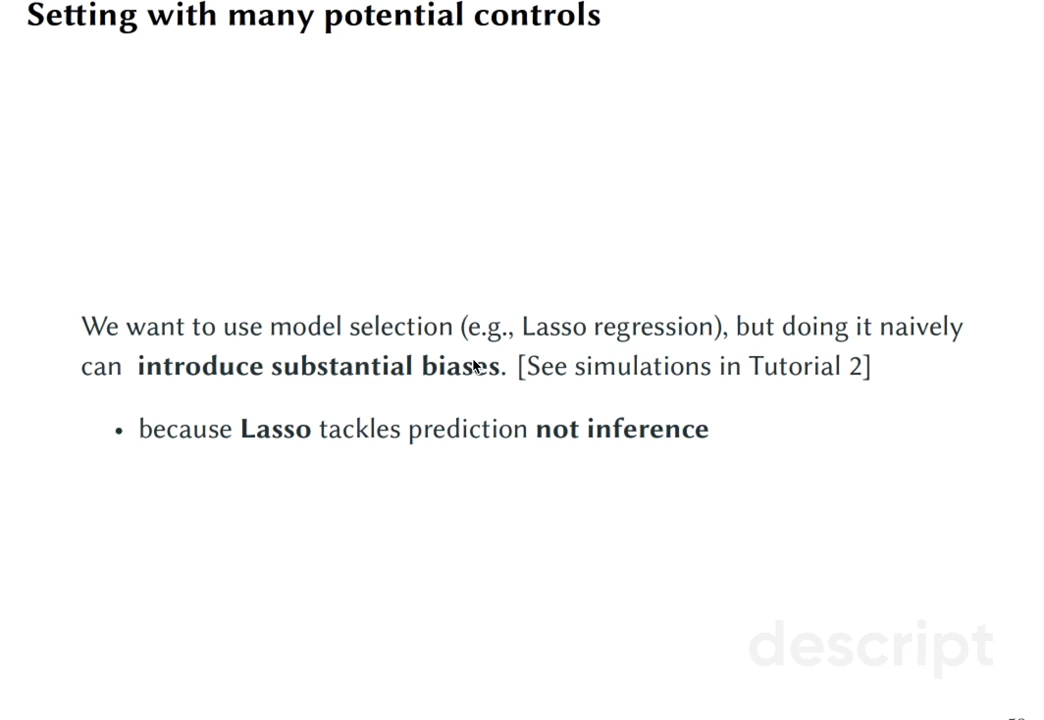 Setting with many potential controls
We want to use model selection (e.g., Lasso regression), but doing it naively
can introduce substantial biases. [See simulations in Tutorial 2]
• because Lasso tackles prediction not inference
descript